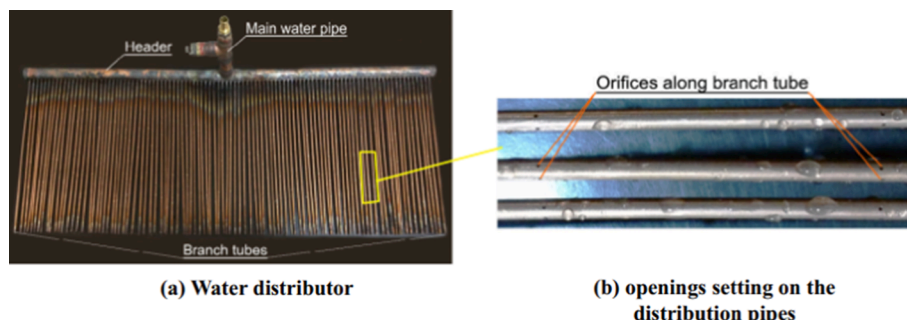 Main water pipe
Header
Orifices along branch tube
Branch tubes
(a) Water distributor
(b) openings setting on the
distribution pipes